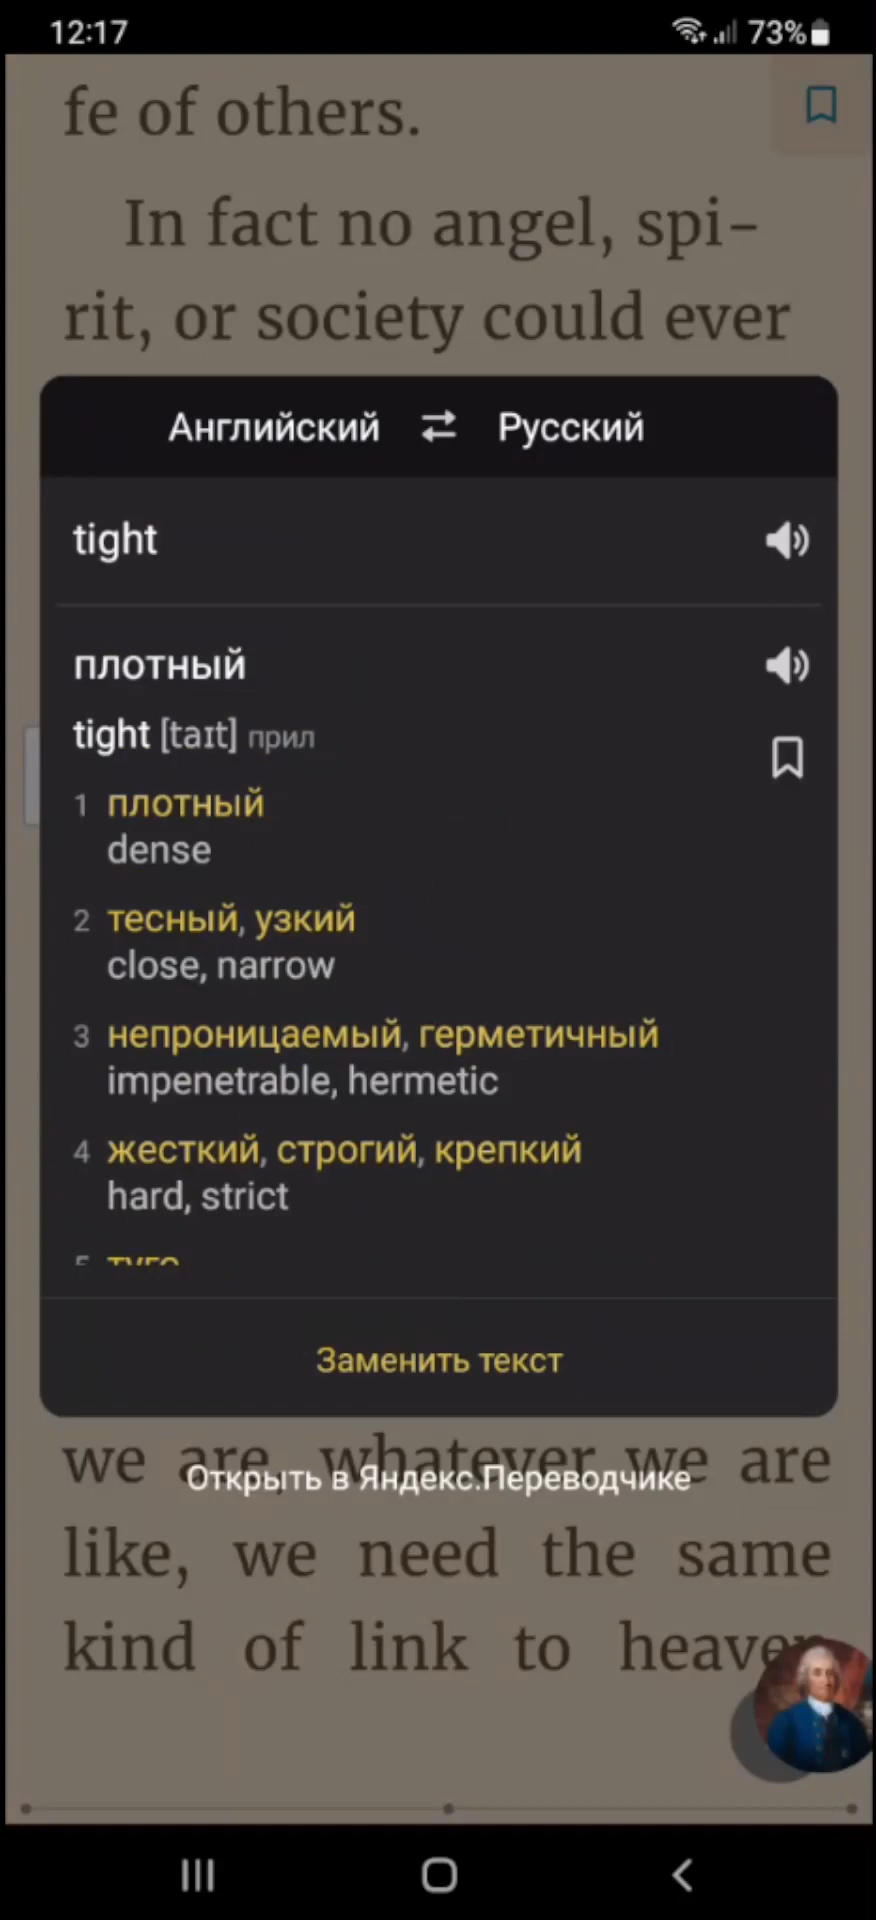 12:17
73%
fe of others.
In fact no angel, spi-
rit, or society could ever
Английский
Русский
tight
плотный
tight [taɪt] прил
1 плотный
dense
2 тесный, узкий
close, narrow
3 непроницаемый, герметичный
impenetrable, hermetic
4 жесткий, строгий, крепкий
hard, strict
5 туго
Заменить текст
we are, whatever we are
Открыть в Яндекс.Переводчике
like, we need the same
kind of link to heaven